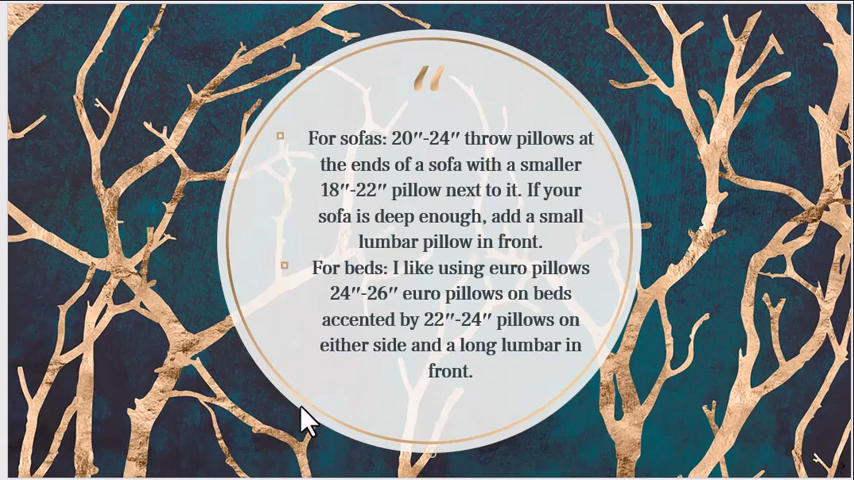 "
For sofas: 20″-24″ throw pillows at
the ends of a sofa with a smaller
18″-22″ pillow next to it. If your
sofa is deep enough, add a small
lumbar pillow in front.
For beds: I like using euro pillows
24″-26″ euro pillows on beds
accented by 22″-24″ pillows on
either side and a long lumbar in
front.